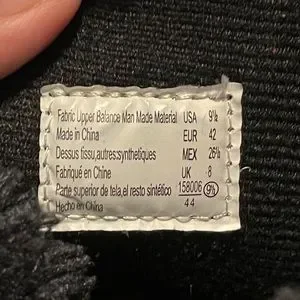 Fabric Upper Balance Man Made Material USA 9½
Made in China EUR 42
Dessus tissu,autres:synthetiques MEX 26½
Fabriqué en Chine UK 8
Parte superior de tela,el resto sintético 158006 9½
Hecho en China 44